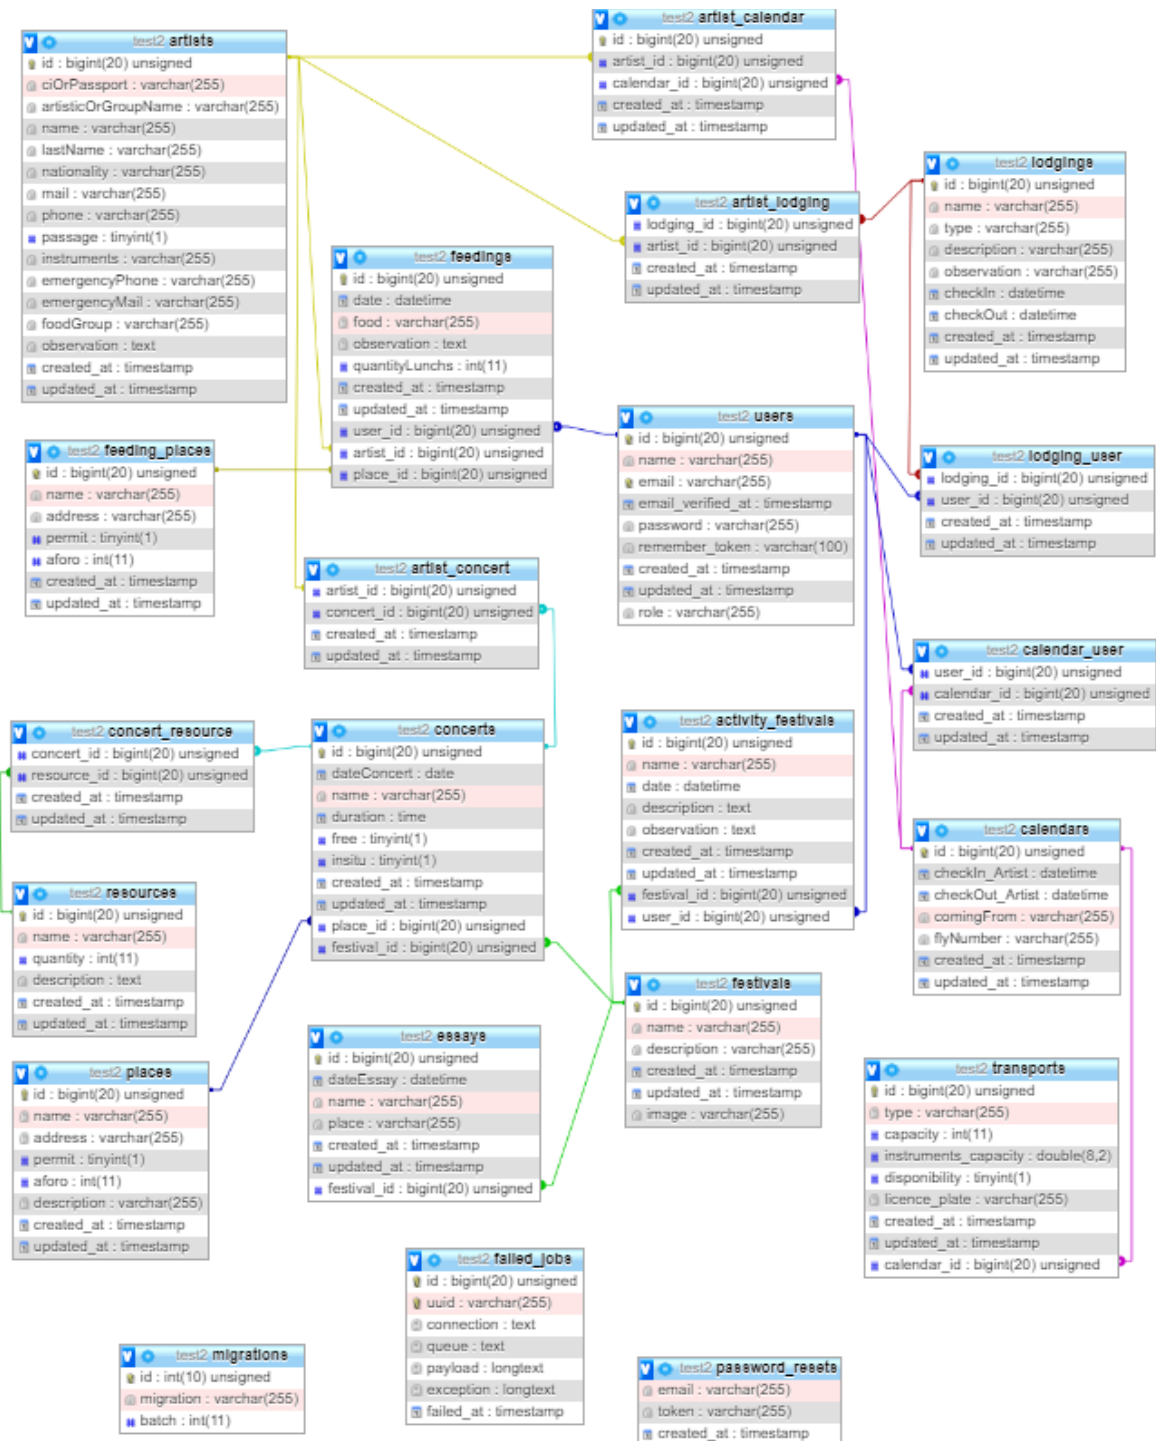 test2 artists
id : bigint(20) unsigned
ciOrPassport : varchar(255)
artisticOrGroupName : varchar(255)
name : varchar(255)
lastName : varchar(255)
nationality : varchar(255)
mail : varchar(255)
phone : varchar(255)
passage : tinyint(1)
instruments : varchar(255)
emergencyPhone : varchar(255)
emergencyMail : varchar(255)
foodGroup : varchar(255)
observation : text
created_at : timestamp
updated_at : timestamp
test2 artist_calendar
id : bigint(20) unsigned
artist_id : bigint(20) unsigned
calendar_id : bigint(20) unsigned
created_at : timestamp
updated_at : timestamp
test2 lodgings
id : bigint(20) unsigned
name : varchar(255)
type : varchar(255)
description : varchar(255)
observation : varchar(255)
checkIn : datetime
checkOut : datetime
created_at : timestamp
updated_at : timestamp
test2 artist_lodging
lodging_id : bigint(20) unsigned
artist_id : bigint(20) unsigned
created_at : timestamp
updated_at : timestamp
test2 feedings
id : bigint(20) unsigned
date : datetime
food : varchar(255)
observation : text
quantityLunchs : int(11)
created_at : timestamp
updated_at : timestamp
user_id : bigint(20) unsigned
artist_id : bigint(20) unsigned
place_id : bigint(20) unsigned
test2 users
id : bigint(20) unsigned
name : varchar(255)
email : varchar(255)
email_verified_at : timestamp
password : varchar(255)
remember_token : varchar(100)
created_at : timestamp
updated_at : timestamp
role : varchar(255)
test2 feeding_places
id : bigint(20) unsigned
name : varchar(255)
address : varchar(255)
permit : tinyint(1)
aforo : int(11)
created_at : timestamp
updated_at : timestamp
test2 lodging_user
lodging_id : bigint(20) unsigned
user_id : bigint(20) unsigned
created_at : timestamp
updated_at : timestamp
test2 artist_concert
artist_id : bigint(20) unsigned
concert_id : bigint(20) unsigned
created_at : timestamp
updated_at : timestamp
test2 calendar_user
user_id : bigint(20) unsigned
calendar_id : bigint(20) unsigned
created_at : timestamp
updated_at : timestamp
test2 concert_resource
concert_id : bigint(20) unsigned
resource_id : bigint(20) unsigned
created_at : timestamp
updated_at : timestamp
test2 concerts
id : bigint(20) unsigned
dateConcert : date
name : varchar(255)
duration : time
free : tinyint(1)
insitu : tinyint(1)
created_at : timestamp
updated_at : timestamp
place_id : bigint(20) unsigned
festival_id : bigint(20) unsigned
test2 activity_festivals
id : bigint(20) unsigned
name : varchar(255)
date : datetime
description : text
observation : text
created_at : timestamp
updated_at : timestamp
festival_id : bigint(20) unsigned
user_id : bigint(20) unsigned
test2 calendars
id : bigint(20) unsigned
checkIn_Artist : datetime
checkOut_Artist : datetime
comingFrom : varchar(255)
flyNumber : varchar(255)
created_at : timestamp
updated_at : timestamp
test2 resources
id : bigint(20) unsigned
name : varchar(255)
quantity : int(11)
description : text
created_at : timestamp
updated_at : timestamp
test2 festivals
id : bigint(20) unsigned
name : varchar(255)
description : varchar(255)
created_at : timestamp
updated_at : timestamp
image : varchar(255)
test2 essays
id : bigint(20) unsigned
dateEssay : datetime
name : varchar(255)
place : varchar(255)
created_at : timestamp
updated_at : timestamp
festival_id : bigint(20) unsigned
test2 places
id : bigint(20) unsigned
name : varchar(255)
address : varchar(255)
permit : tinyint(1)
aforo : int(11)
description : varchar(255)
created_at : timestamp
updated_at : timestamp
test2 transports
id : bigint(20) unsigned
type : varchar(255)
capacity : int(11)
instruments_capacity : double(8,2)
disponibility : tinyint(1)
licence_plate : varchar(255)
created_at : timestamp
updated_at : timestamp
calendar_id : bigint(20) unsigned
test2 failed_jobs
id : bigint(20) unsigned
uuid : varchar(255)
connection : text
queue : text
payload : longtext
exception : longtext
failed_at : timestamp
test2 migrations
id : int(10) unsigned
migration : varchar(255)
batch : int(11)
test2 password_resets
email : varchar(255)
token : varchar(255)
created_at : timestamp